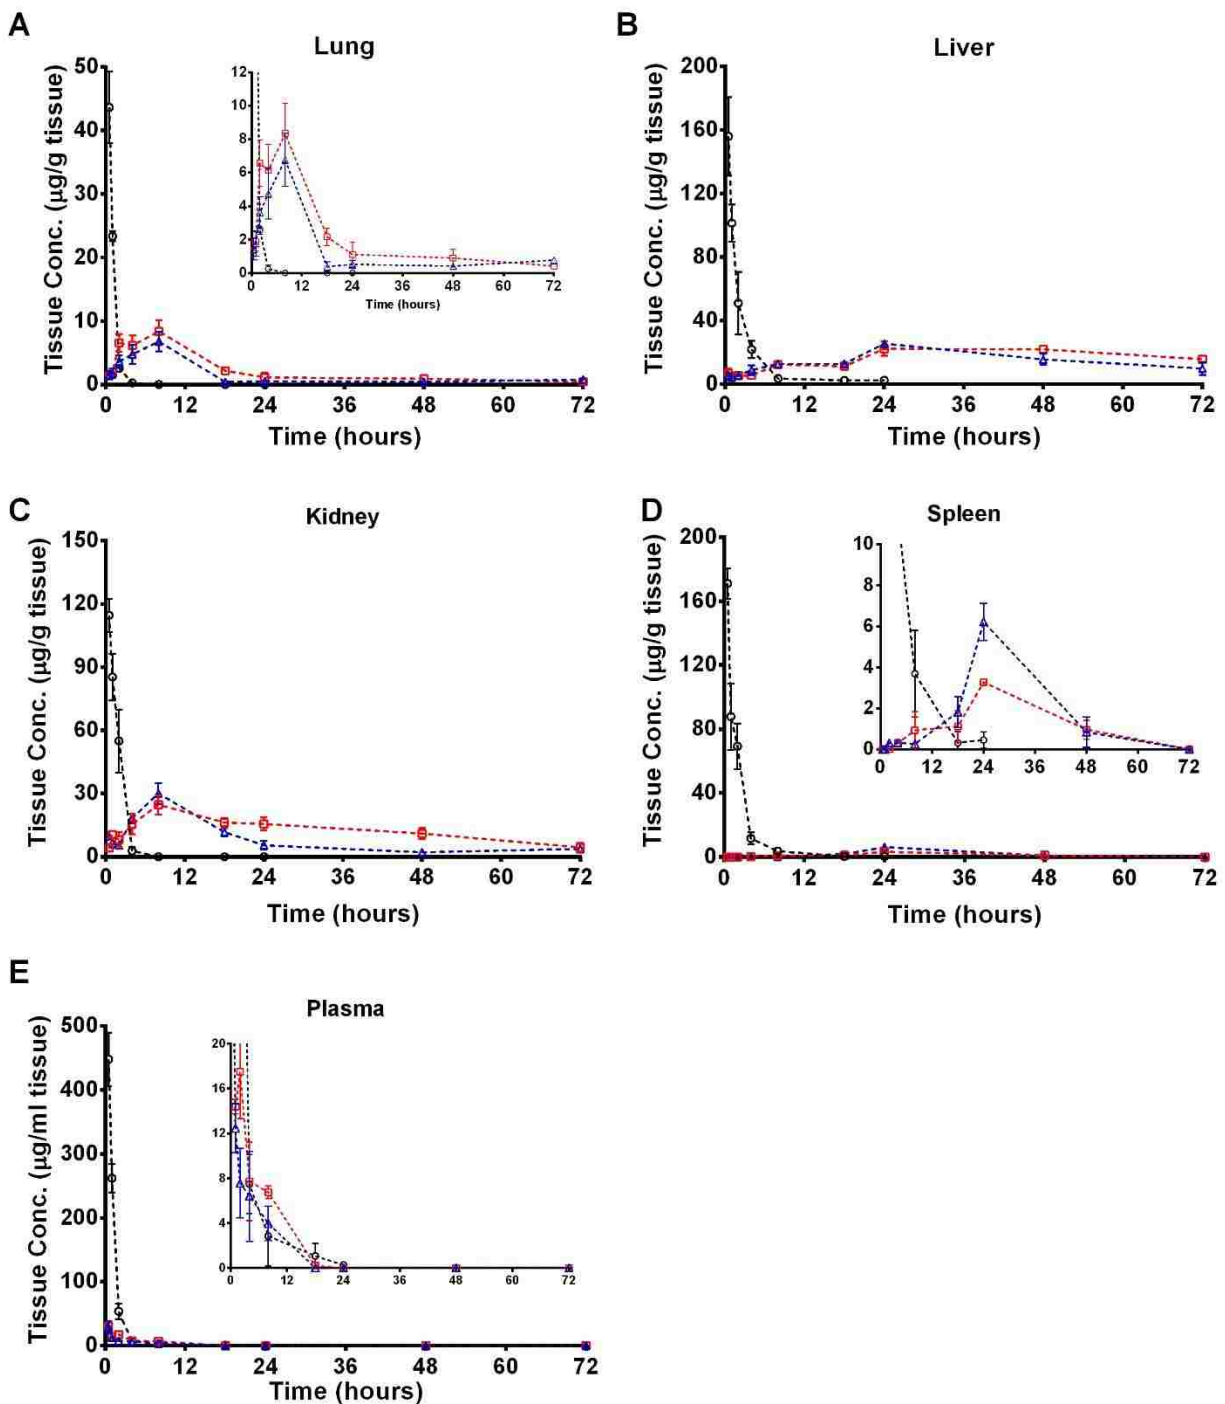 A
Lung
Tissue Conc. (μg/g tissue)
50
40
30
20
10
0
0 12 24 36 48 60 72
Time (hours)
12
10
8
6
4
2
0
0 12 24 36 48 60 72
Time (hours)
B
Liver
Tissue Conc. (μg/g tissue)
200
160
120
80
40
0
0 12 24 36 48 60 72
Time (hours)
C
Kidney
Tissue Conc. (μg/g tissue)
150
120
90
60
30
0
0 12 24 36 48 60 72
Time (hours)
D
Spleen
Tissue Conc. (μg/g tissue)
200
160
120
80
40
0
0 12 24 36 48 60 72
Time (hours)
10
8
6
4
2
0
0 12 24 36 48 60 72
E
Plasma
Tissue Conc. (μg/ml tissue)
500
400
300
200
100
0
0 12 24 36 48 60 72
Time (hours)
20
16
12
8
4
0
0 12 24 36 48 60 72